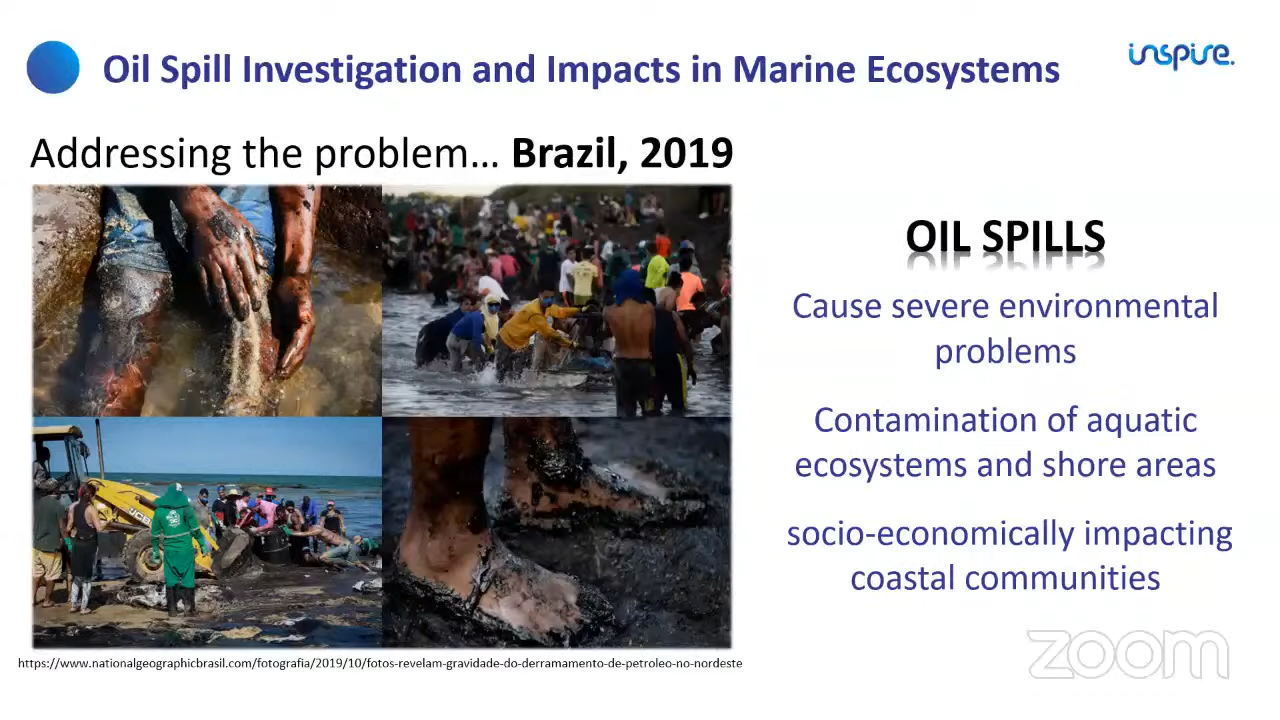 Oil Spill Investigation and Impacts in Marine Ecosystems
inspire.
Addressing the problem... Brazil, 2019
OIL SPILLS
Cause severe environmental
problems
Contamination of aquatic
ecosystems and shore areas
socio-economically impacting
coastal communities
JCB
https://www.nationalgeographicbrasil.com/fotografia/2019/10/fotos-revelam-gravidade-do-derramamento-de-petroleo-no-nordeste
zoom